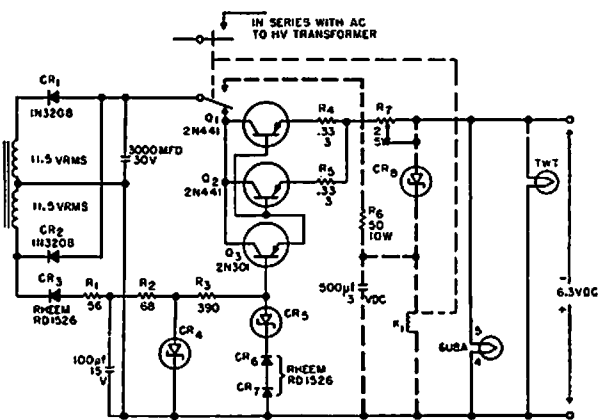 IN SERIES WITH AC
TO HV TRANSFORMER
CR1
1N3208
Q1
2N441
R4
.33
3
R7
2
5W
11.5 VRMS
3000MFD
30V
Q2
2N441
R5
.33
3
CR8
TWT
11.5 VRMS
R6
50
10W
CR2
1N3208
Q3
2N301
CR3
RHEEM
RD1526
R1
56
R2
68
R3
390
500µf
3 VDC
K1
-
6.3VDC
+
CR4
CR5
5
6U8A
4
100µf
15
V
CR6
CR7
RHEEM
RD1526